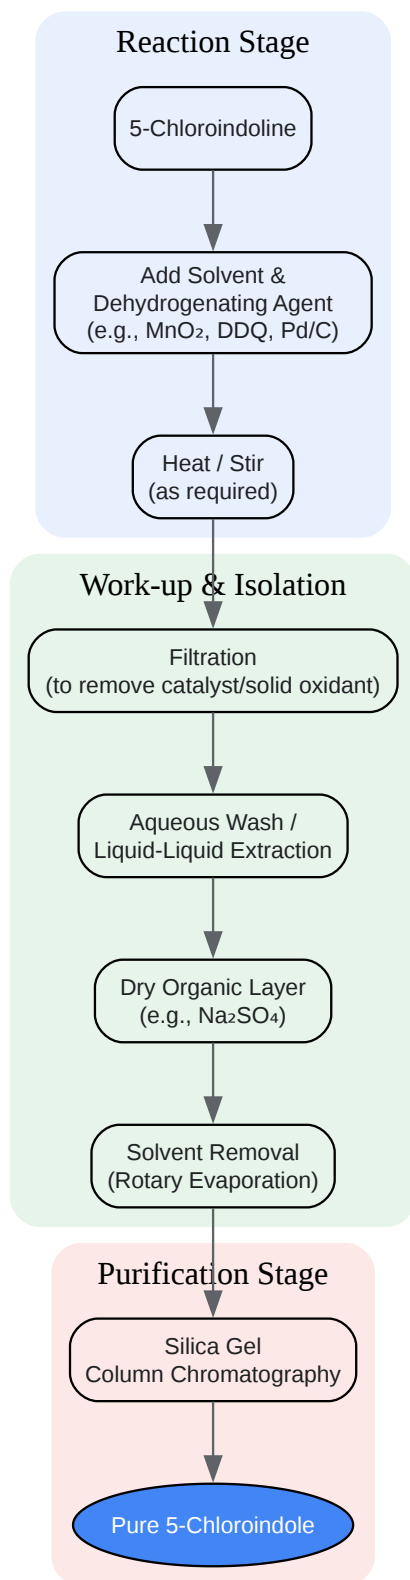 Reaction Stage
5-Chloroindoline
Add Solvent &
Dehydrogenating Agent
(e.g., MnO₂, DDQ, Pd/C)
Heat / Stir
(as required)
Work-up & Isolation
Filtration
(to remove catalyst/solid oxidant)
Aqueous Wash /
Liquid-Liquid Extraction
Dry Organic Layer
(e.g., Na₂SO₄)
Solvent Removal
(Rotary Evaporation)
Purification Stage
Silica Gel
Column Chromatography
Pure 5-Chloroindole